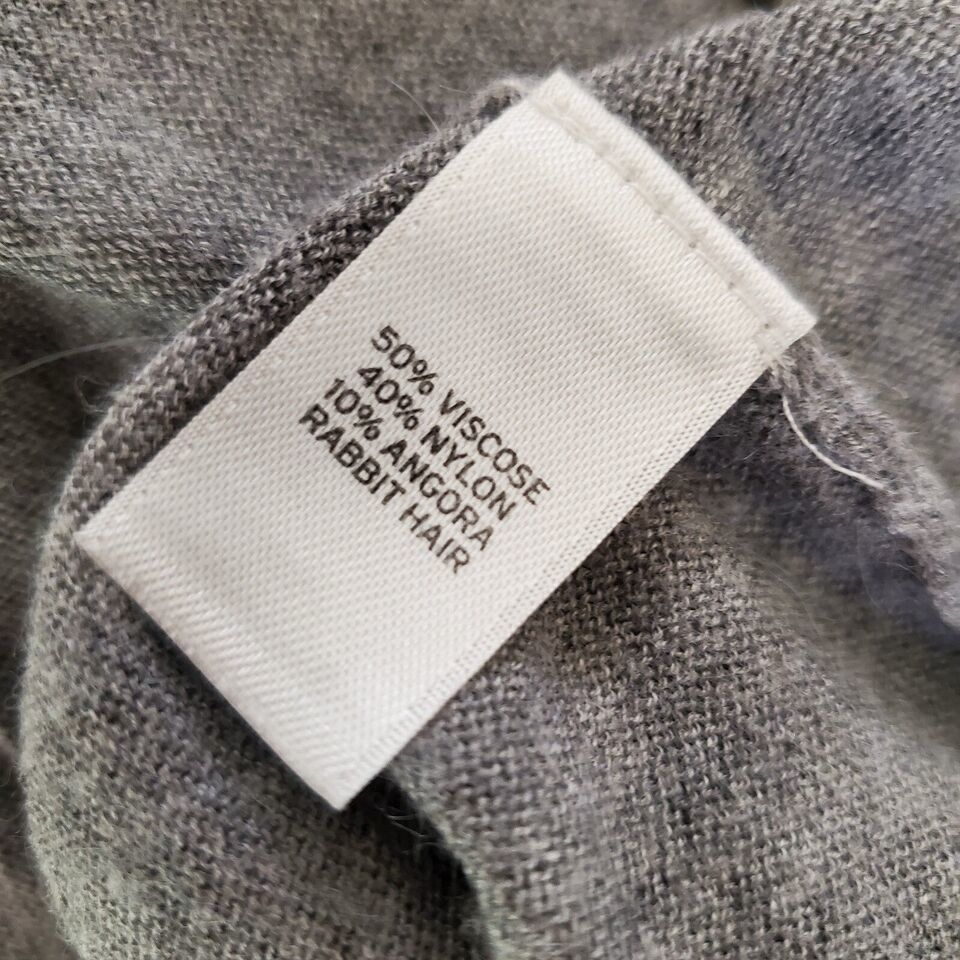 50% VISCOSE
40% NYLON
10% ANGORA
RABBIT HAIR